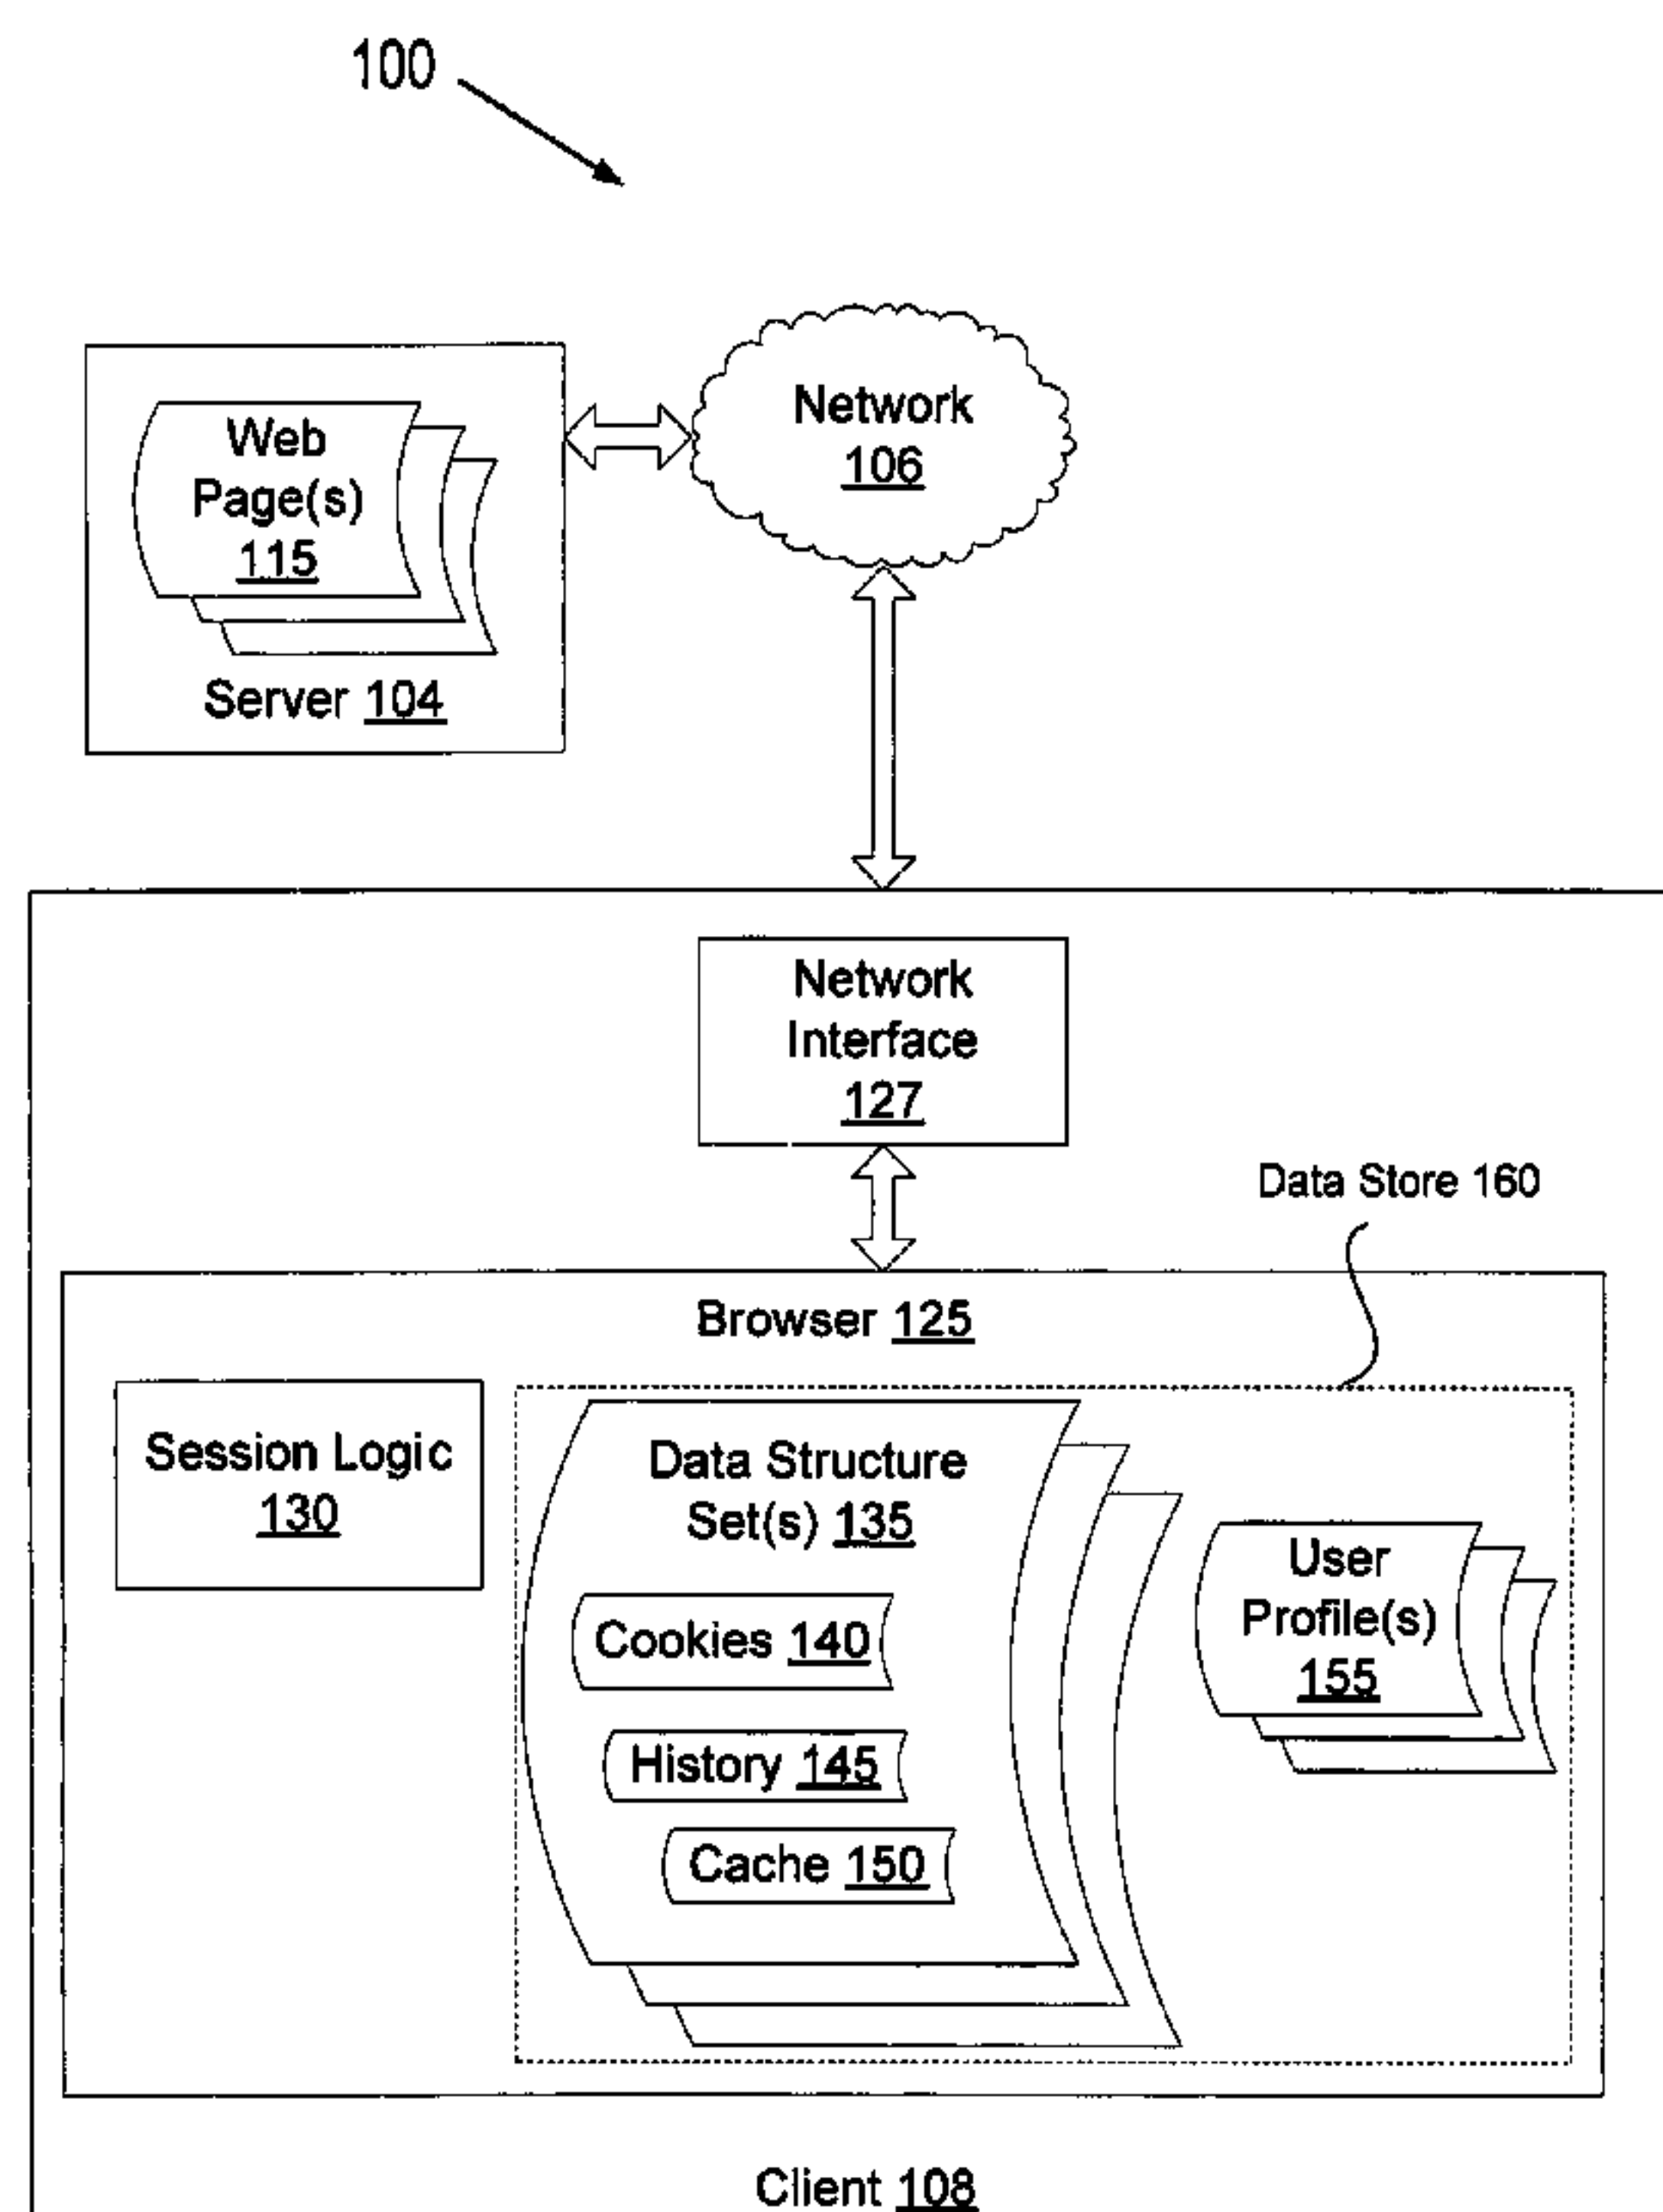 100
Network
106
Web
Page(s)
115
Server 104
Network
Interface
127
Data Store 160
Browser 125
Session Logic
130
Data Structure
Set(s) 135
Cookies 140
History 145
Cache 150
User
Profile(s)
155
Client 108